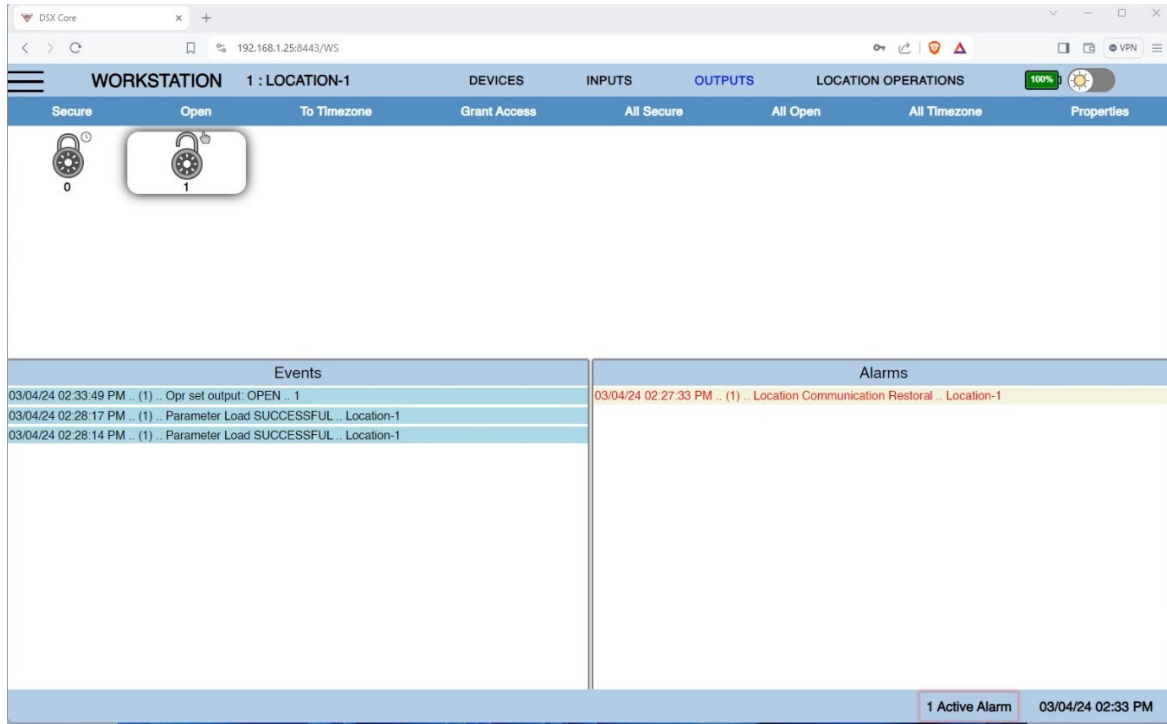 DSX Core
192.168.1.25:8443/WS
VPN
WORKSTATION 1 : LOCATION-1 DEVICES INPUTS OUTPUTS LOCATION OPERATIONS 100%
Secure Open To Timezone Grant Access All Secure All Open All Timezone Properties
0 1
Events
03/04/24 02:33:49 PM .. (1) .. Opr set output: OPEN .. 1
03/04/24 02:28:17 PM .. (1) .. Parameter Load SUCCESSFUL .. Location-1
03/04/24 02:28:14 PM .. (1) .. Parameter Load SUCCESSFUL .. Location-1
Alarms
03/04/24 02:27:33 PM .. (1) .. Location Communication Restoral .. Location-1
1 Active Alarm 03/04/24 02:33 PM